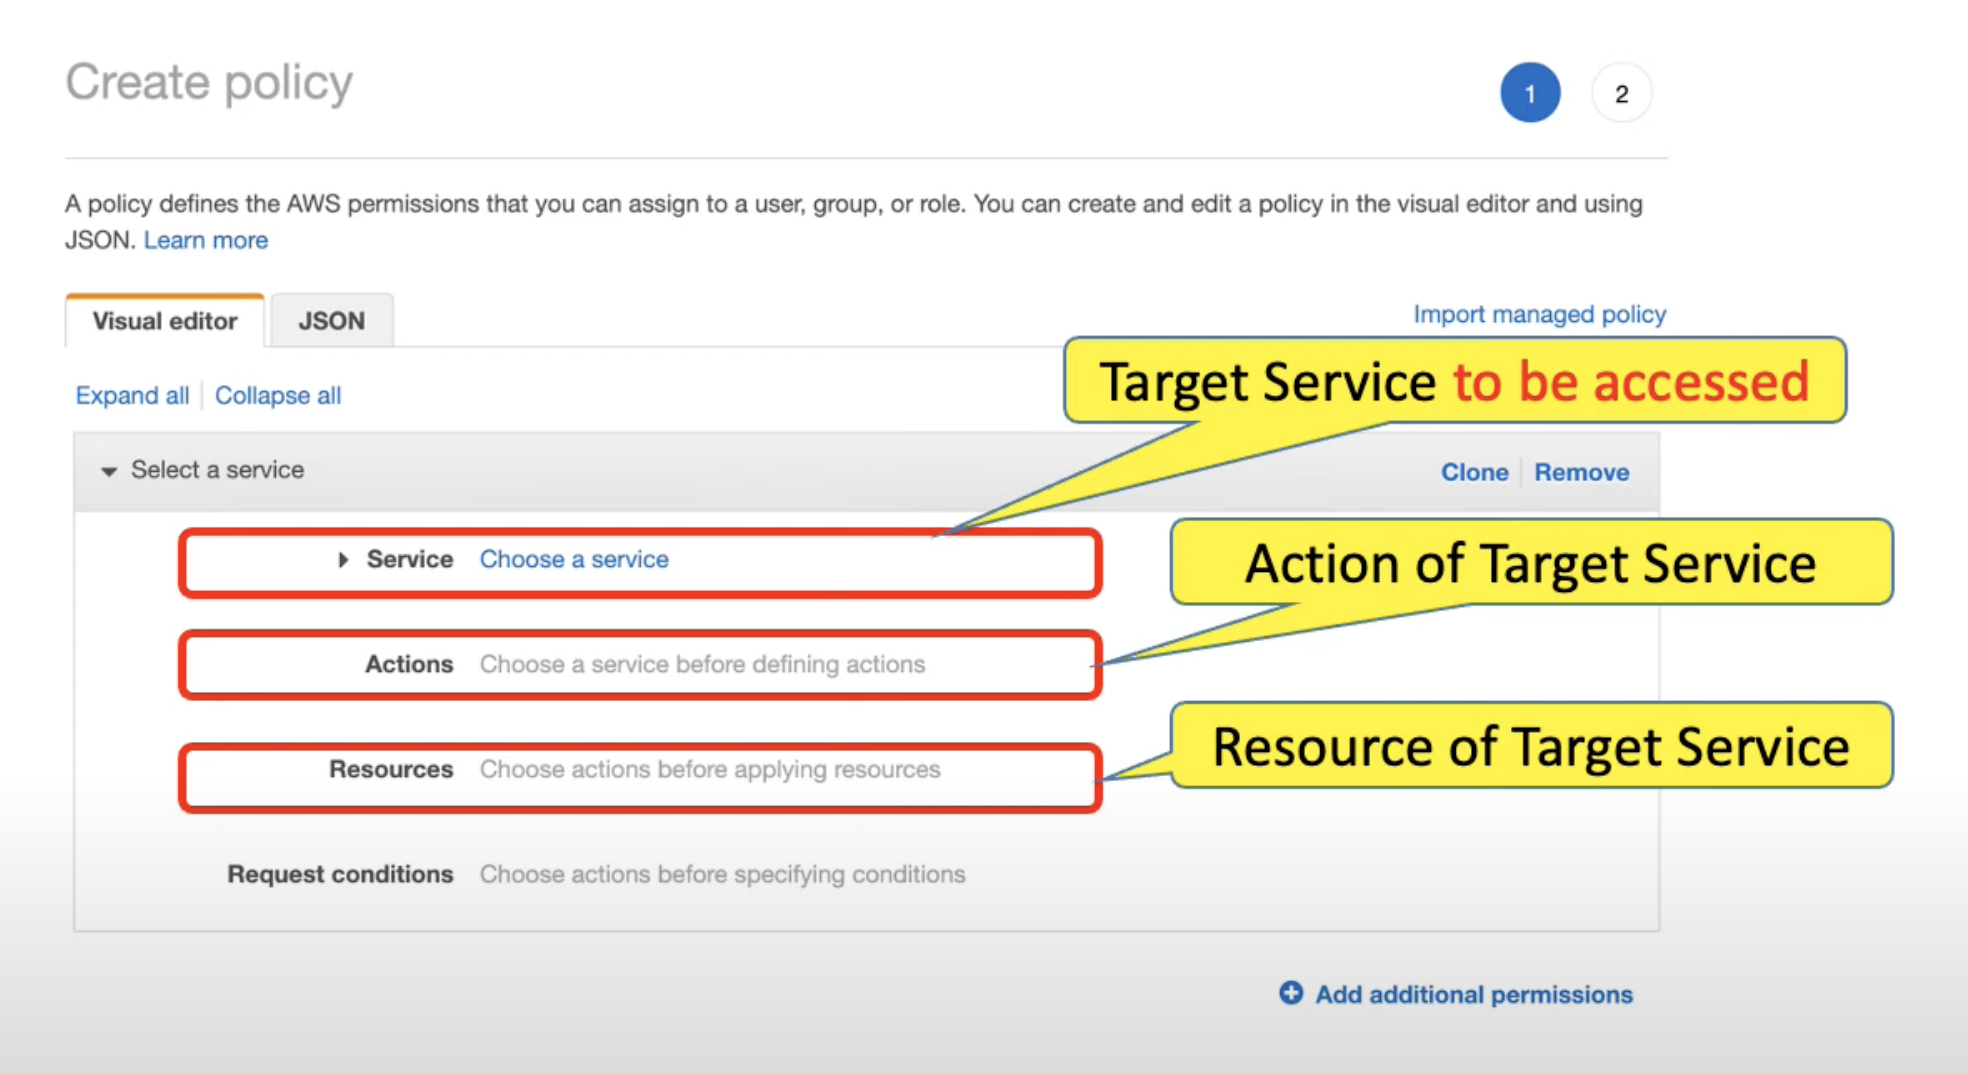 Create policy
1 2
A policy defines the AWS permissions that you can assign to a user, group, or role. You can create and edit a policy in the visual editor and using
JSON. Learn more
Visual editor JSON
Import managed policy
Target Service to be accessed
Expand all Collapse all
Select a service
Clone Remove
Service Choose a service
Action of Target Service
Actions Choose a service before defining actions
Resource of Target Service
Resources Choose actions before applying resources
Request conditions Choose actions before specifying conditions
Add additional permissions